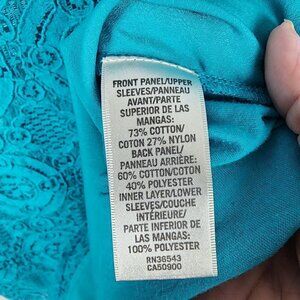 FRONT PANEL/UPPER
SLEEVES/PANNEAU
AVANT/PARTE
SUPERIOR DE LAS
MANGAS:
73% COTTON/
COTON 27% NYLON
BACK PANEL/
PANNEAU ARRIÈRE:
60% COTTON/COTON
40% POLYESTER
INNER LAYER/LOWER
SLEEVES/COUCHE
INTÉRIEURE/
PARTE INFERIOR DE
LAS MANGAS:
100% POLYESTER
RN36543
CA50900